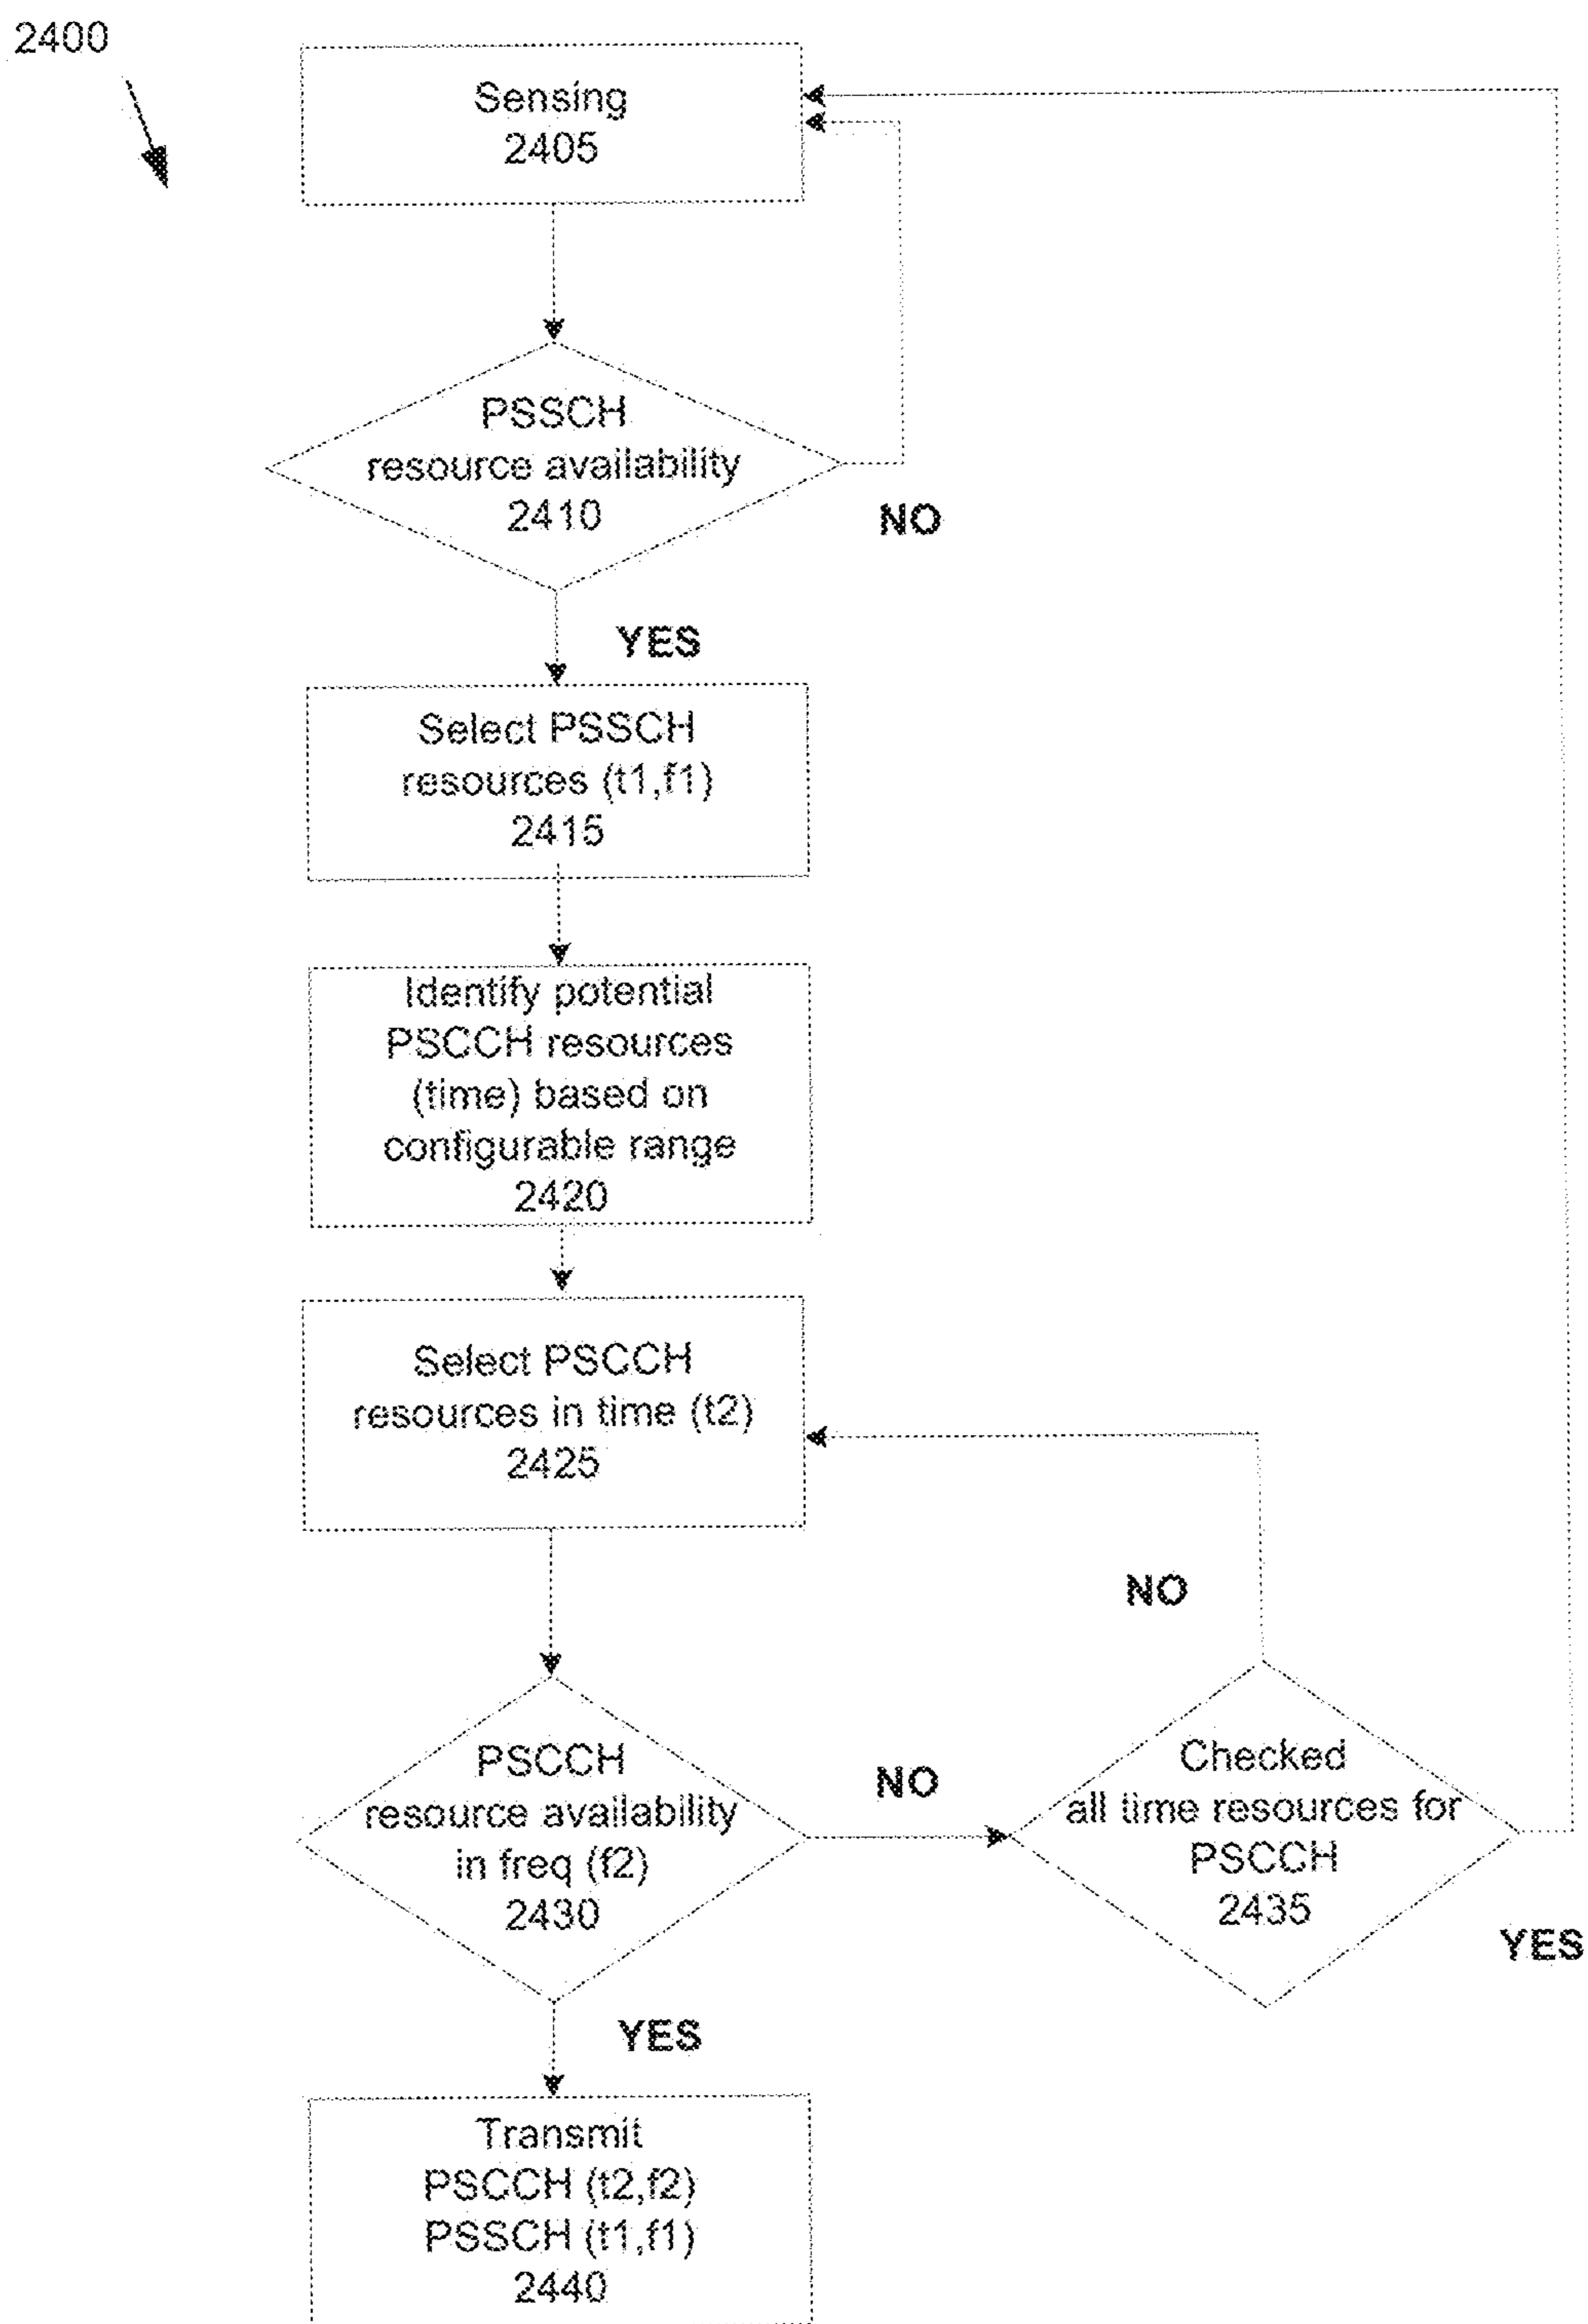 2400
Sensing
2405
PSSCH
resource availability
2410
NO
YES
Select PSSCH
resources (t1,f1)
2415
Identify potential
PSCCH resources
(time) based on
configurable range
2420
Select PSCCH
resources in time (t2)
2425
NO
PSCCH
resource availability
in freq (f2)
2430
NO
Checked
all time resources for
PSCCH
2435
YES
YES
Transmit
PSCCH (t2,f2)
PSSCH (t1,f1)
2440